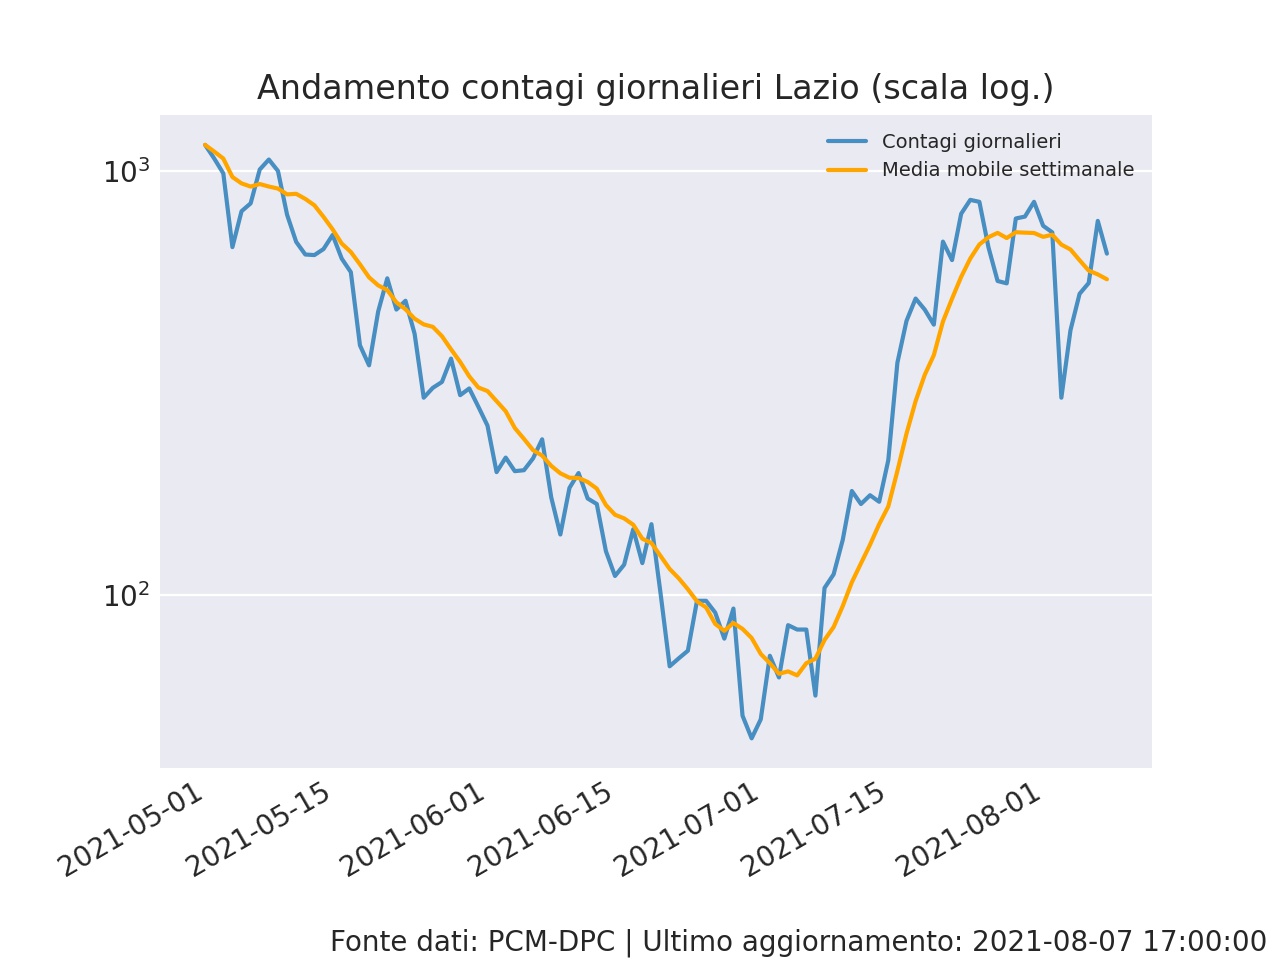 Andamento contagi giornalieri Lazio (scala log.)
Contagi giornalieri
Media mobile settimanale
10³
10²
2021-05-01
2021-05-15
2021-06-01
2021-06-15
2021-07-01
2021-07-15
2021-08-01
Fonte dati: PCM-DPC | Ultimo aggiornamento: 2021-08-07 17:00:00